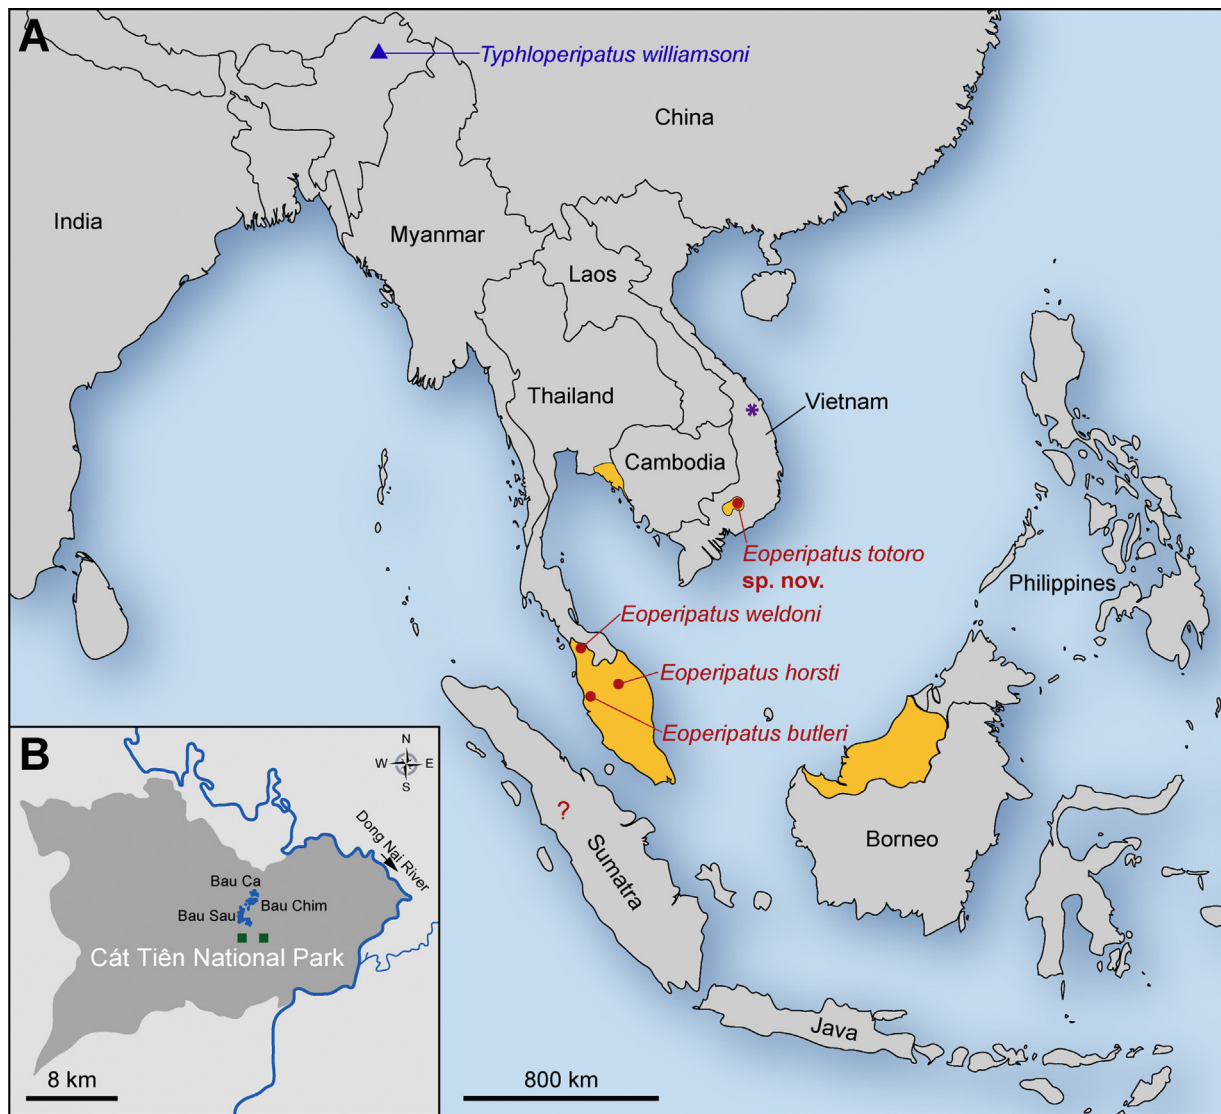 A
Typhloperipatus williamsoni
China
India
Myanmar
Laos
Thailand
Vietnam
*
Cambodia
Eoperipatus totoro
sp. nov.
Philippines
Eoperipatus weldoni
Eoperipatus horsti
Eoperipatus butleri
?
Sumatra
Borneo
Java
800 km
B
N
W E
S
Dong Nai River
Bau Ca
Bau Chim
Bau Sau
Cát Tiên National Park
8 km